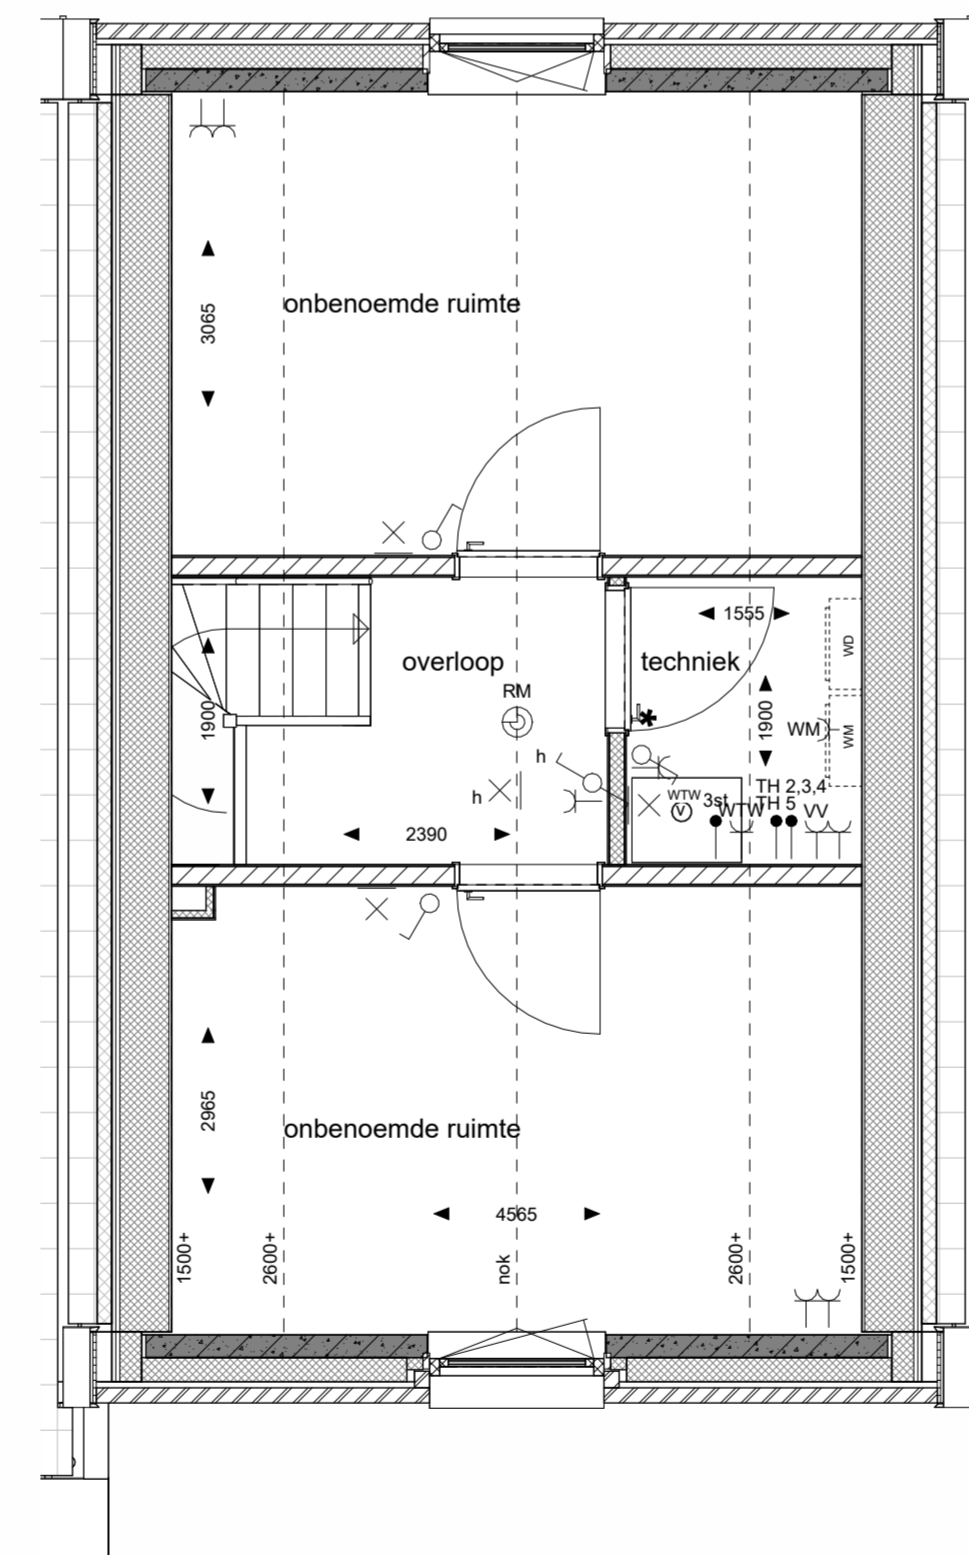 3065
onbenoemde ruimte
1555
overloop
techniek
WD
RM
1900
1900
WM
WM
h
h
WTW
V
3st
WTW
TH 2,3,4
TH 5
VV
2390
2965
onbenoemde ruimte
4565
1500+
2600+
nok
2600+
1500+